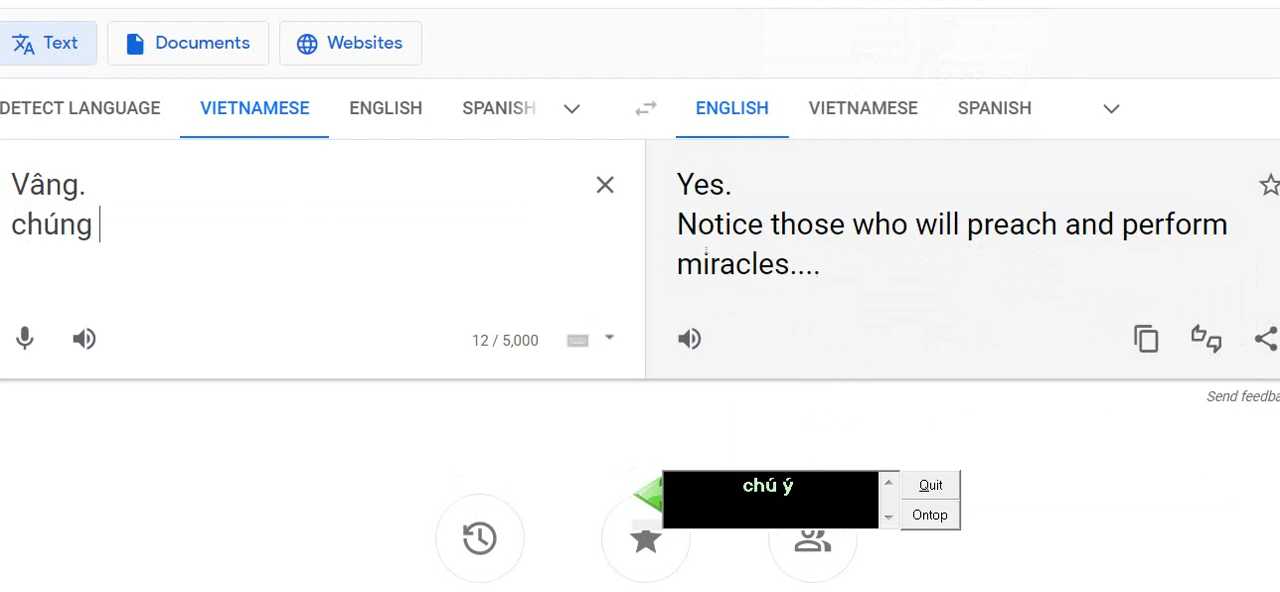 Text
Documents
Websites
DETECT LANGUAGE
VIETNAMESE
ENGLISH
SPANISH
ENGLISH
VIETNAMESE
SPANISH
Vâng.
chúng
12 / 5,000
Yes.
Notice those who will preach and perform
miracles....
Send feedba
chú ý
Quit
Ontop